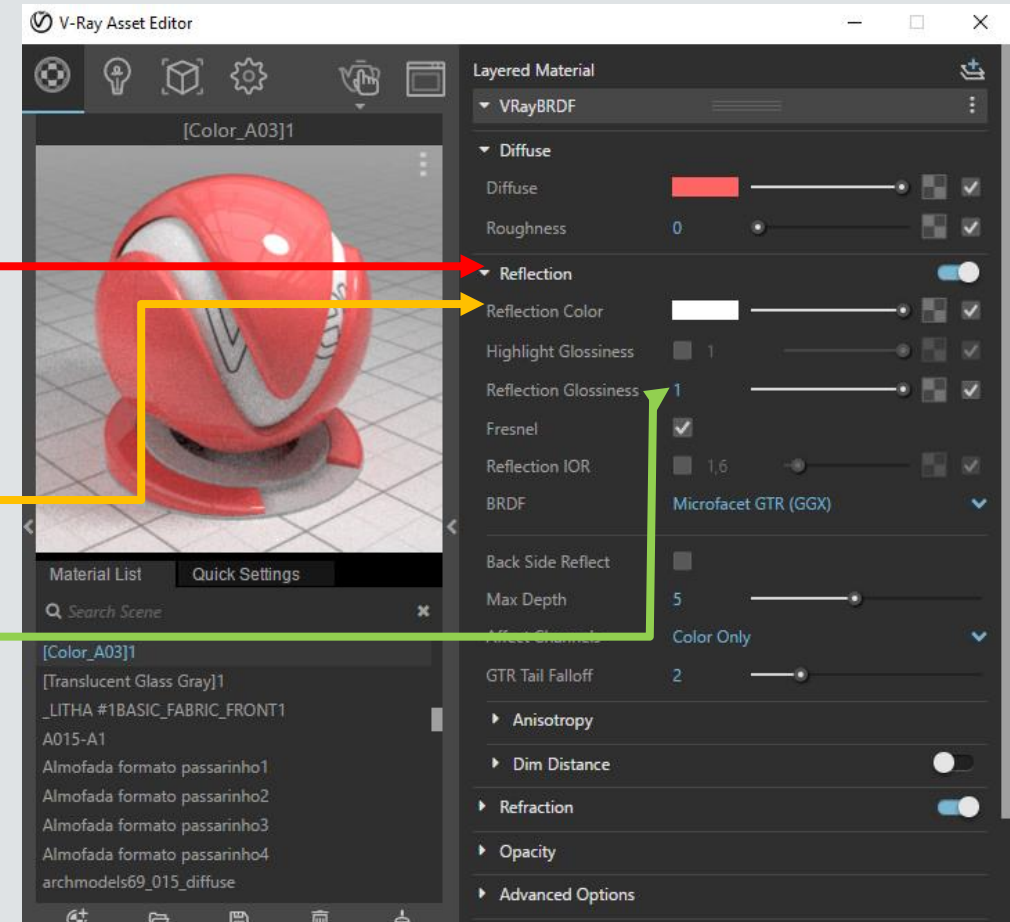 V-Ray Asset Editor
[Color_A03]1
Material List
Quick Settings
Search Scene
[Color_A03]1
[Translucent Glass Gray]1
_LITHA #1BASIC_FABRIC_FRONT1
A015-A1
Almofada formato passarinho1
Almofada formato passarinho2
Almofada formato passarinho3
Almofada formato passarinho4
archmodels69_015_diffuse
Layered Material
VRayBRDF
Diffuse
Diffuse
Roughness 0
Reflection
Reflection Color
Highlight Glossiness 1
Reflection Glossiness 1
Fresnel
Reflection IOR 1,6
BRDF Microfacet GTR (GGX)
Back Side Reflect
Max Depth 5
Affect Channels Color Only
GTR Tail Falloff 2
Anisotropy
Dim Distance
Refraction
Opacity
Advanced Options